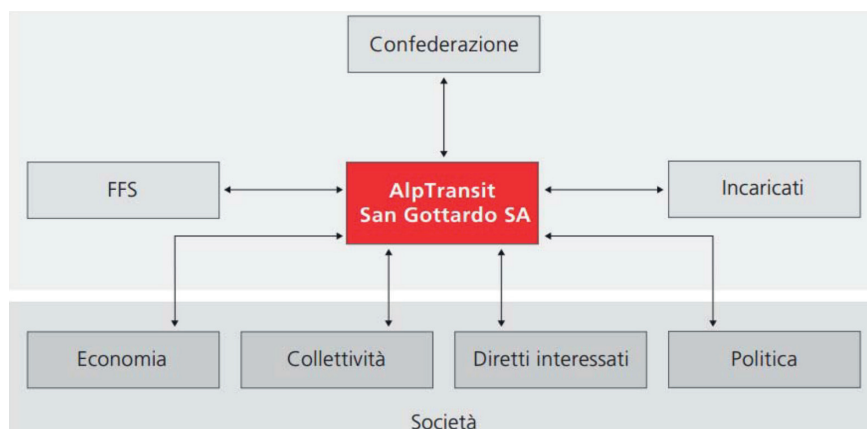 Confederazione
FFS
AlpTransit
San Gottardo SA
Incaricati
Economia
Collettività
Diretti interessati
Politica
Società